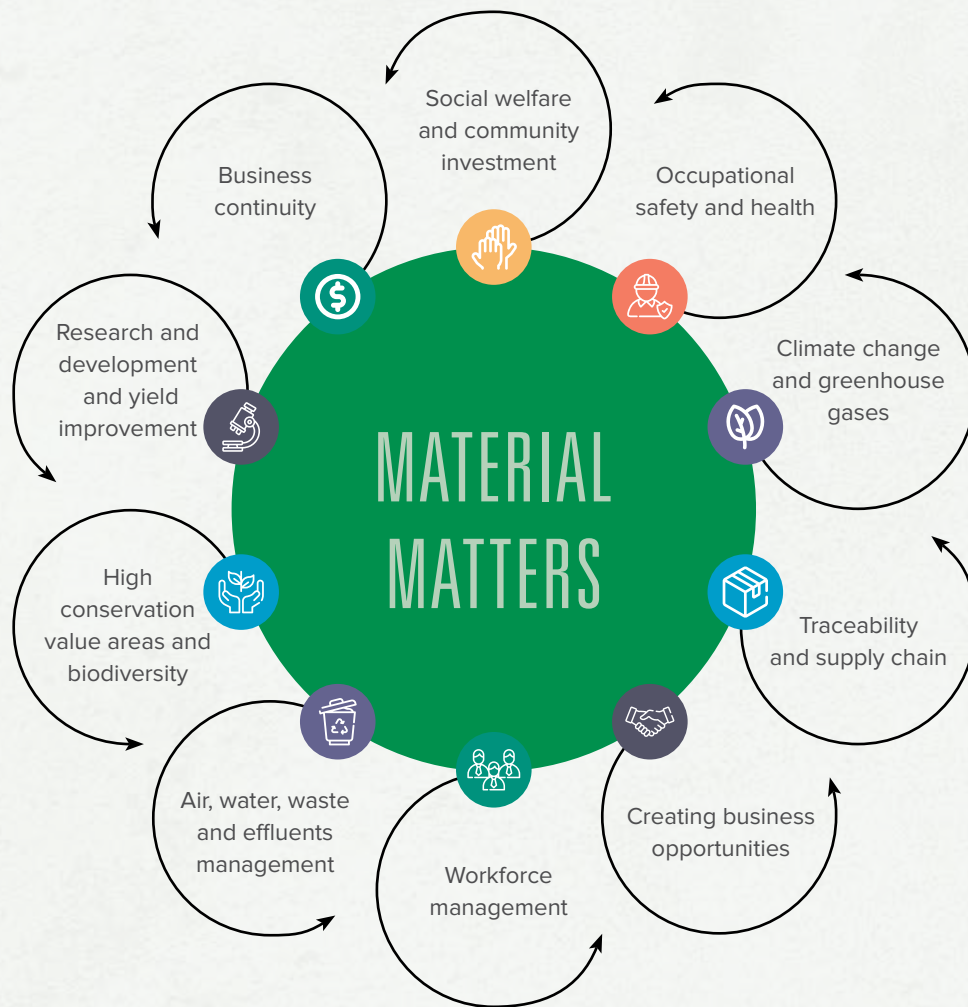 Social welfare
and community
investment
Occupational
safety and health
Climate change
and greenhouse
gases
Traceability
and supply chain
Creating business
opportunities
Workforce
management
Air, water, waste
and effluents
management
High
conservation
value areas and
biodiversity
Research and
development
and yield
improvement
Business
continuity
$
MATERIAL
MATTERS